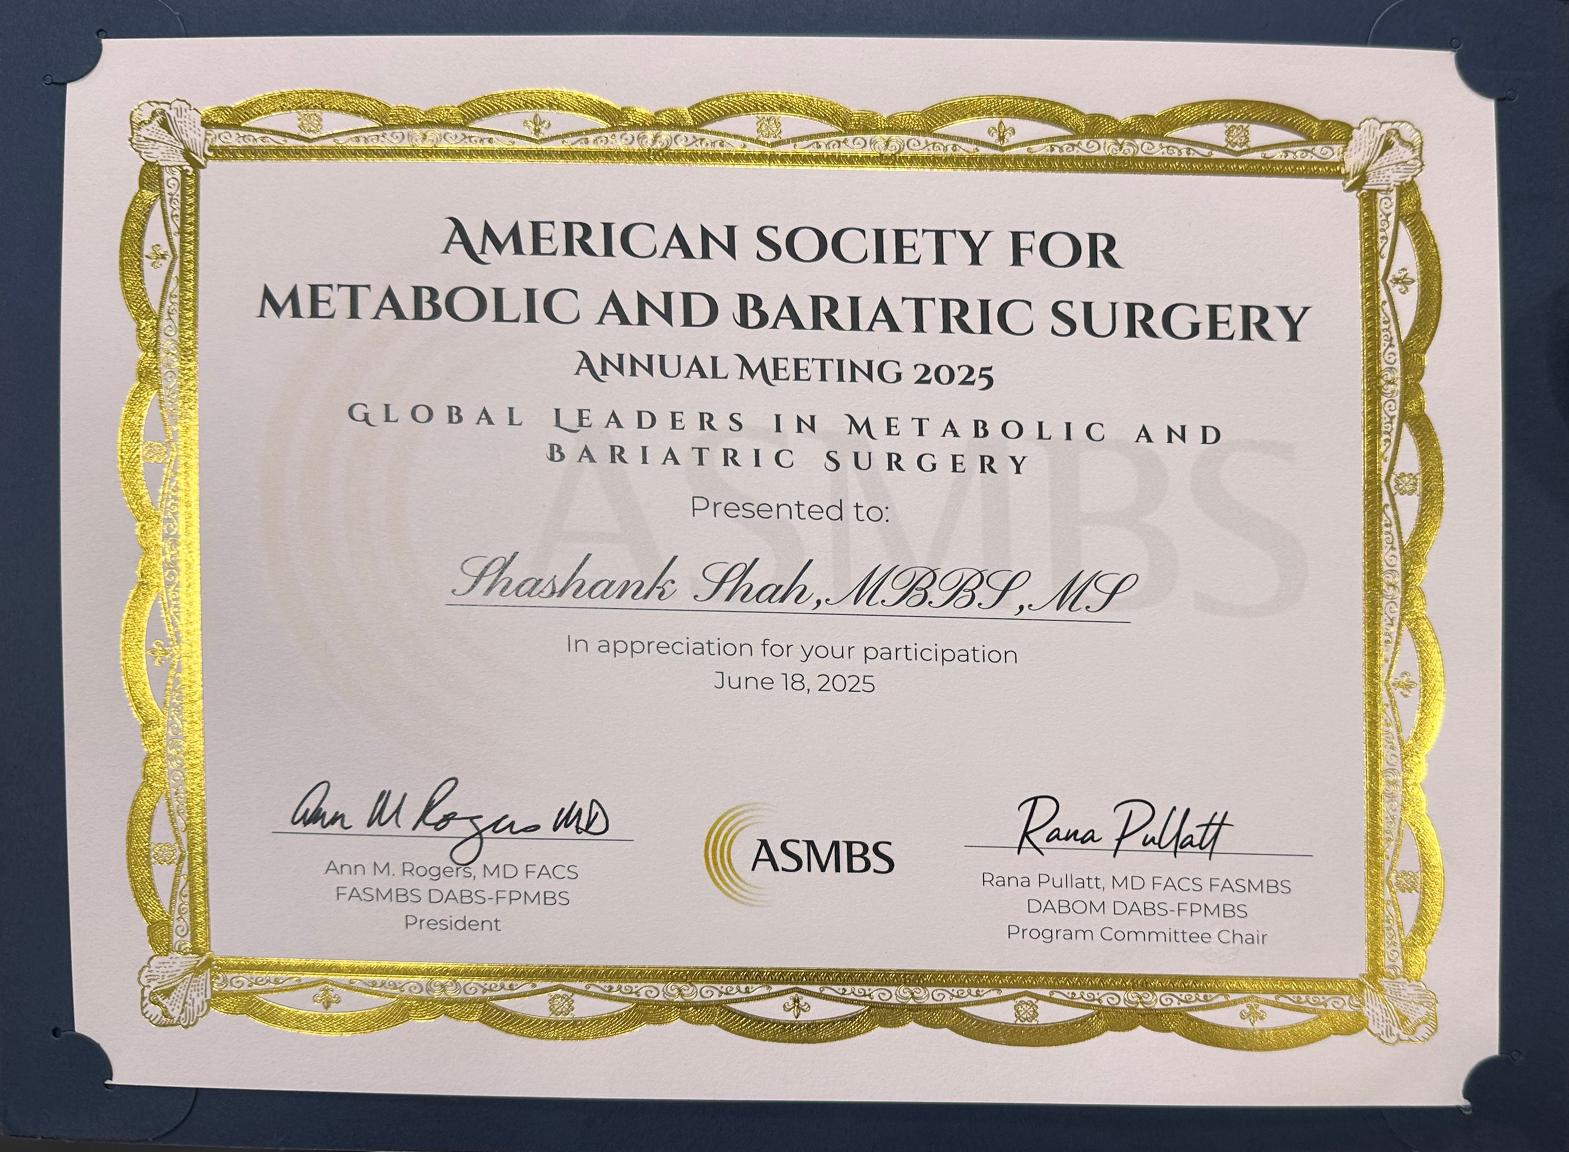 AMERICAN SOCIETY FOR
METABOLIC AND BARIATRIC SURGERY
ANNUAL MEETING 2025
GLOBAL LEADERS IN METABOLIC AND
BARIATRIC SURGERY
Presented to:
Shashank Shah, MBBS, MS
In appreciation for your participation
June 18, 2025
Ann M Rogers MD
Ann M. Rogers, MD FACS
FASMBS DABS-FPMBS
President
ASMBS
Rana Pullatt
Rana Pullatt, MD FACS FASMBS
DABOM DABS-FPMBS
Program Committee Chair
ASMBS